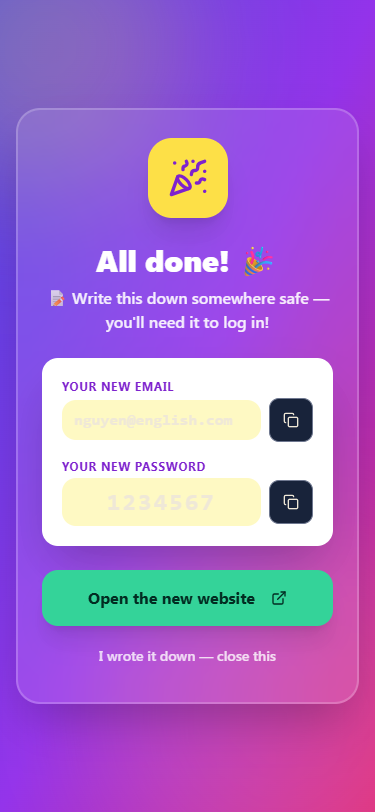 All done! 🎉
📝 Write this down somewhere safe —
you'll need it to log in!
YOUR NEW EMAIL
nguyen@english.com
YOUR NEW PASSWORD
1234567
Open the new website
I wrote it down — close this